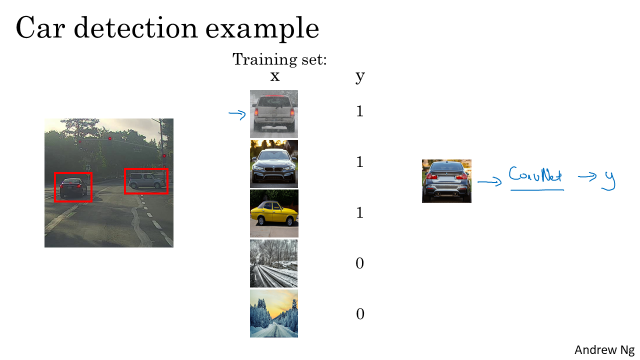 Car detection example
Training set:
x y
→ 1
1
1
0
0
→ ConvNet → y
Andrew Ng